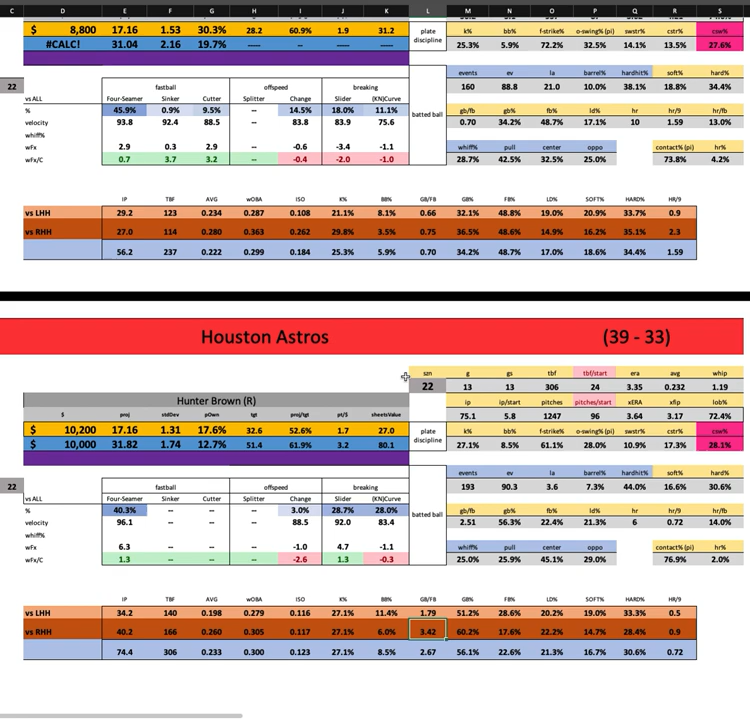 C D E F G H I J K L M N O P Q R S
$ 8,800 17.16 1.53 30.3% 28.2 60.9% 1.9 31.2 plate discipline k% bb% f-strike% o-swing% (pi) swstr% cstr% csw%
#CALC! 31.04 2.16 19.7% — — — — 25.3% 5.9% 72.2% 32.5% 14.1% 13.5% 27.6%
events ev la barrel% hardhit% soft% hard%
22 fastball offspeed breaking 160 88.8 21.0 10.0% 38.1% 18.8% 34.4%
vs ALL Four-Seamer Sinker Cutter Splitter Change Slider (KN)Curve
% 45.9% 0.9% 9.5% -- 14.5% 18.0% 11.1% batted ball gb/fb gb% fb% ld% hr hr/9 hr/fb
velocity 93.8 92.4 88.5 -- 83.8 83.9 75.6 0.70 34.2% 48.7% 17.1% 10 1.59 13.0%
whiff%
wFx 2.9 0.3 2.9 -- -0.6 -3.4 -1.1 whiff% pull center oppo contact% (pi) hr%
wFx/C 0.7 3.7 3.2 -- -0.4 -2.0 -1.0 28.7% 42.5% 32.5% 25.0% 73.8% 4.2%
IP TBF AVG wOBA ISO K% BB% GB/FB GB% FB% LD% SOFT% HARD% HR/9
vs LHH 29.2 123 0.234 0.287 0.108 21.1% 8.1% 0.66 32.1% 48.8% 19.0% 20.9% 33.7% 0.9
vs RHH 27.0 114 0.280 0.363 0.262 29.8% 3.5% 0.75 36.5% 48.6% 14.9% 16.2% 35.1% 2.3
56.2 237 0.222 0.299 0.184 25.3% 5.9% 0.70 34.2% 48.7% 17.0% 18.6% 34.4% 1.59
Houston Astros (39 - 33)
szn g gs tbf tbf/start era avg whip
22 13 13 306 24 3.35 0.232 1.19
Hunter Brown (R) ip ip/start pitches pitches/start xERA xfip lob%
$ proj stdDev pOwn tgt proj/tgt pt/$ sheetsValue 75.1 5.8 1247 96 3.64 3.17 72.4%
$ 10,200 17.16 1.31 17.6% 32.6 52.6% 1.7 27.0 plate discipline k% bb% f-strike% o-swing% (pi) swstr% cstr% csw%
$ 10,000 31.82 1.74 12.7% 51.4 61.9% 3.2 80.1 27.1% 8.5% 61.1% 28.0% 10.9% 17.3% 28.1%
events ev la barrel% hardhit% soft% hard%
22 fastball offspeed breaking 193 90.3 3.6 7.3% 44.0% 16.6% 30.6%
vs ALL Four-Seamer Sinker Cutter Splitter Change Slider (KN)Curve
% 40.3% -- -- -- 3.0% 28.7% 28.0% batted ball gb/fb gb% fb% ld% hr hr/9 hr/fb
velocity 96.1 -- -- -- 88.5 92.0 83.4 2.51 56.3% 22.4% 21.3% 6 0.72 14.0%
whiff%
wFx 6.3 -- -- -- -1.0 4.7 -1.1 whiff% pull center oppo contact% (pi) hr%
wFx/C 1.3 -- -- -- -2.6 1.3 -0.3 25.0% 25.9% 45.1% 29.0% 76.9% 2.0%
IP TBF AVG wOBA ISO K% BB% GB/FB GB% FB% LD% SOFT% HARD% HR/9
vs LHH 34.2 140 0.198 0.279 0.116 27.1% 11.4% 1.79 51.2% 28.6% 20.2% 19.0% 33.3% 0.5
vs RHH 40.2 166 0.260 0.305 0.117 27.1% 6.0% 3.42 60.2% 17.6% 22.2% 14.7% 28.4% 0.9
74.4 306 0.233 0.300 0.123 27.1% 8.5% 2.67 56.1% 22.6% 21.3% 16.7% 30.6% 0.72